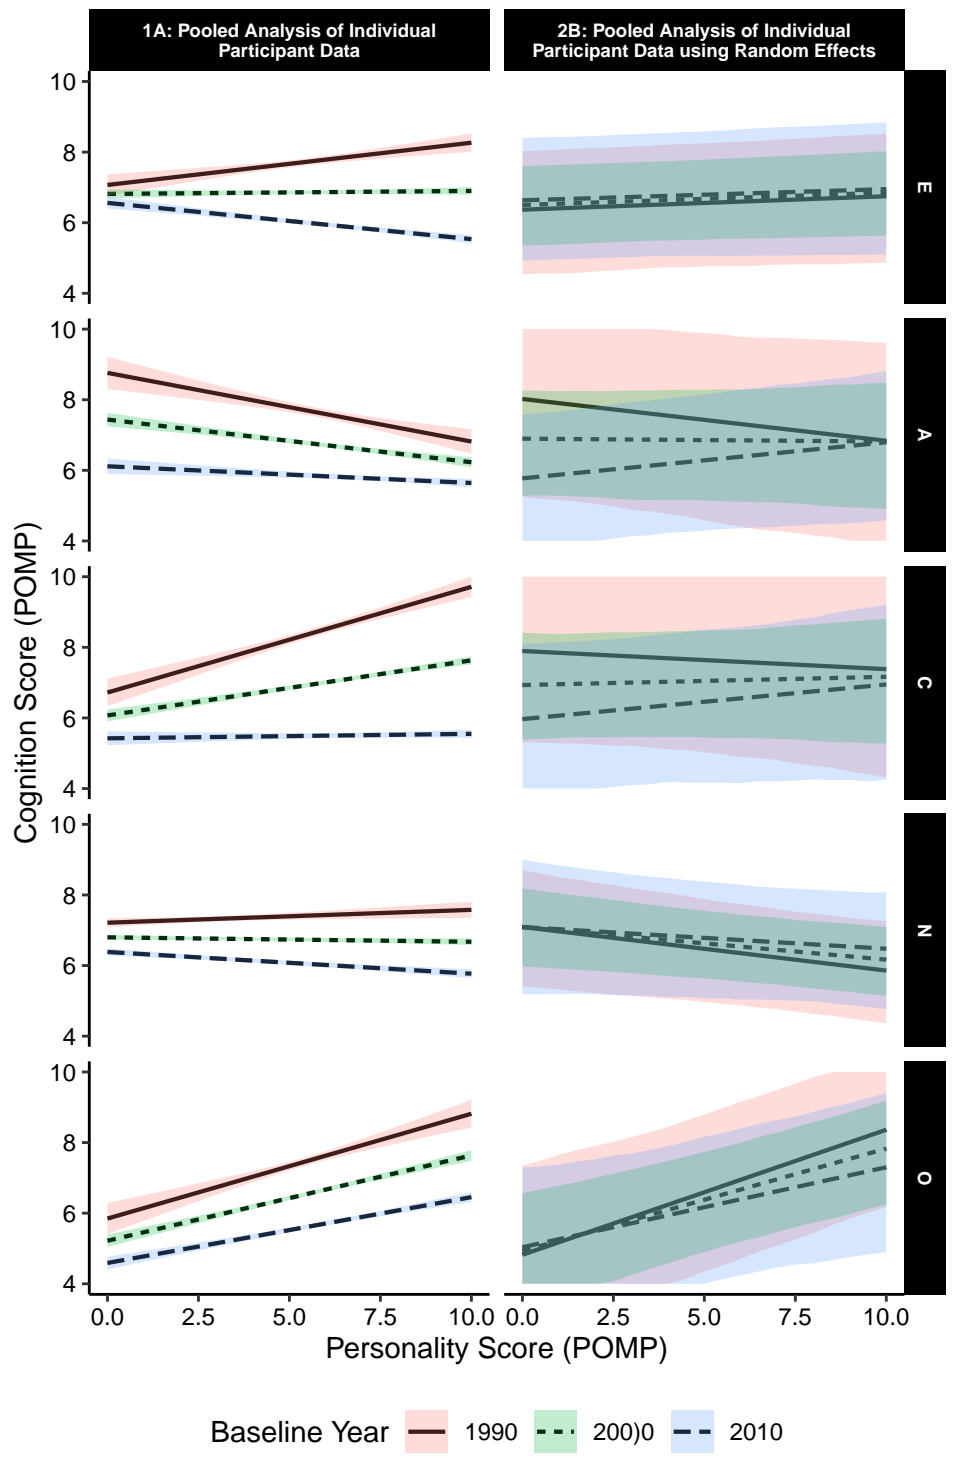 1A: Pooled Analysis of Individual
Participant Data
2B: Pooled Analysis of Individual
Participant Data using Random Effects
10
8
6
4
E
10
8
6
4
A
10
8
6
4
C
10
8
6
4
N
10
8
6
4
O
Cognition Score (POMP)
0.0 2.5 5.0 7.5 10.0 0.0 2.5 5.0 7.5 10.0
Personality Score (POMP)
Baseline Year 1990 200)0 2010